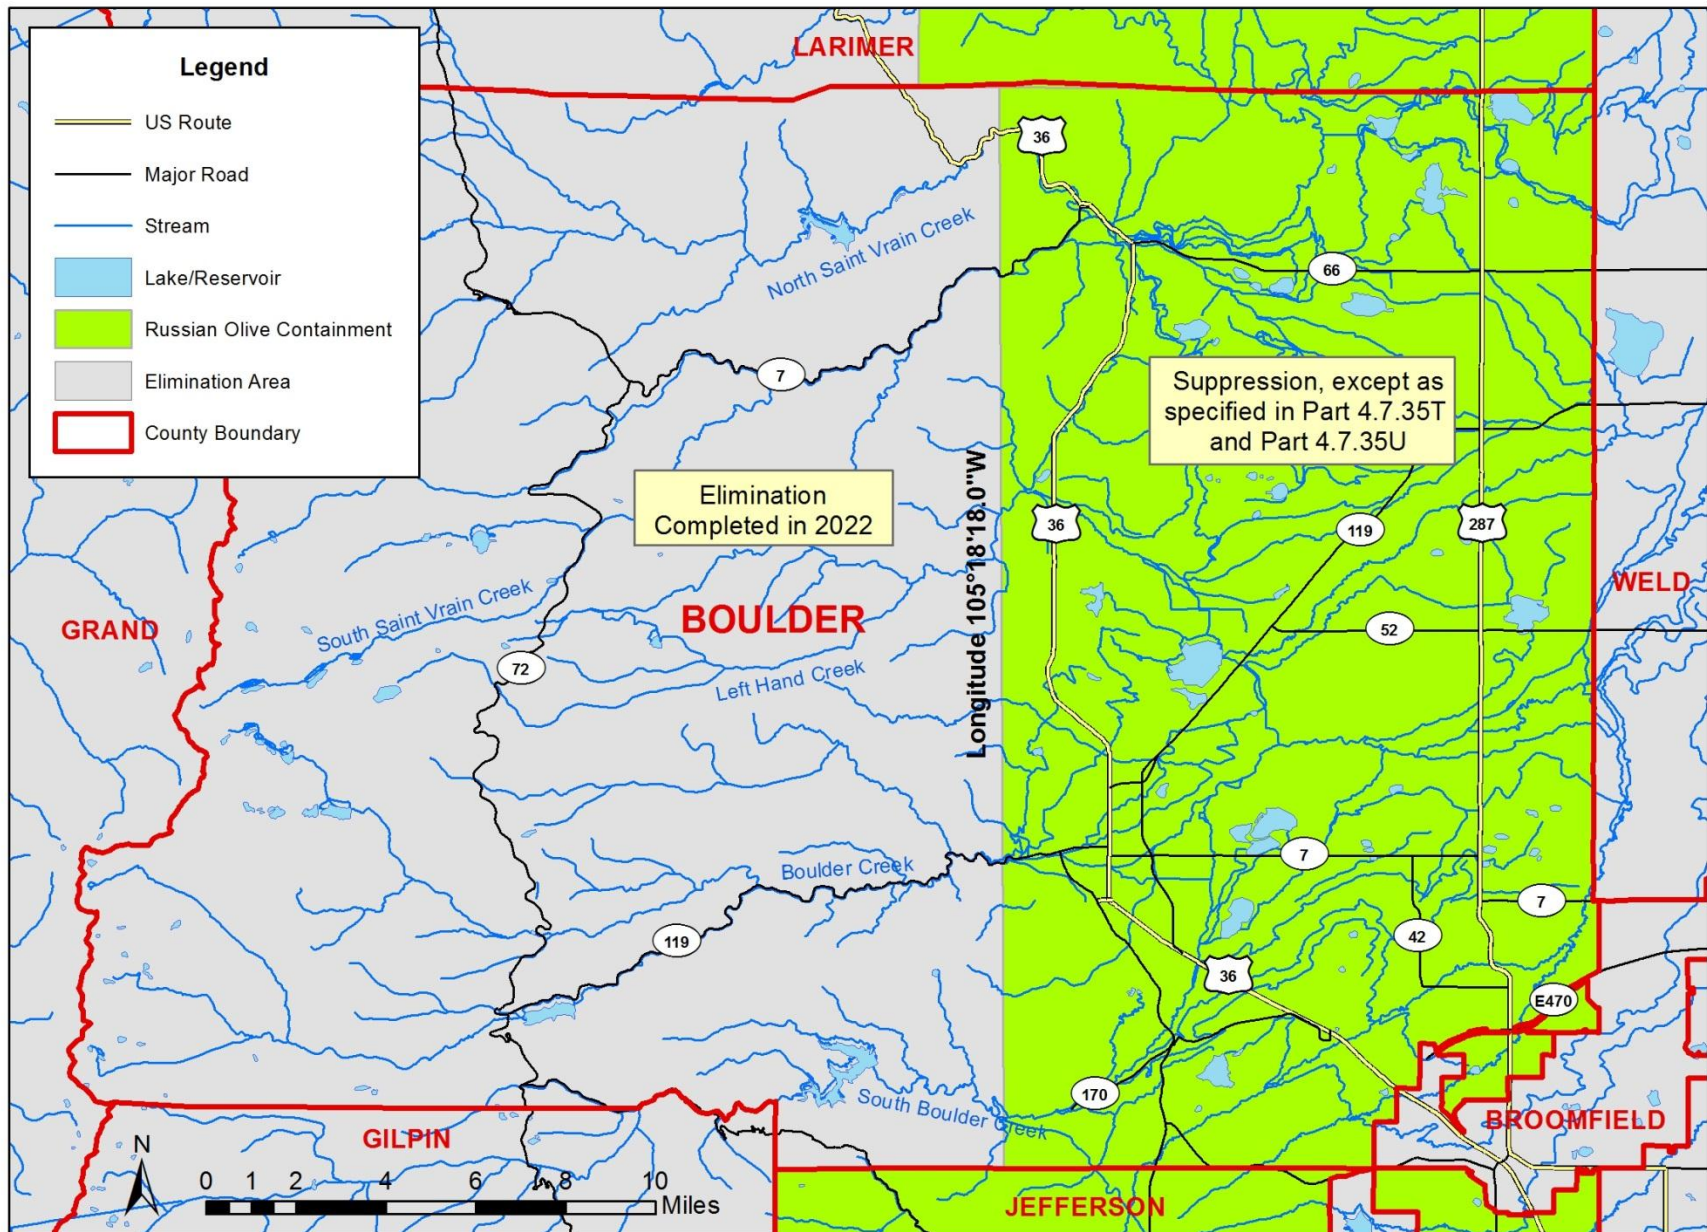 LARIMER
Legend
US Route
Major Road
Stream
Lake/Reservoir
Russian Olive Containment
Elimination Area
County Boundary
36
North Saint Vrain Creek
66
7
Suppression, except as
specified in Part 4.7.35T
and Part 4.7.35U
Elimination
Completed in 2022
Longitude 105°18'18.0"W
36
119
287
WELD
GRAND
South Saint Vrain Creek
BOULDER
52
72
Left Hand Creek
Boulder Creek
7
7
119
42
36
E470
170
South Boulder Creek
BROOMFIELD
GILPIN
N
0 1 2 4 6 8 10
Miles
JEFFERSON